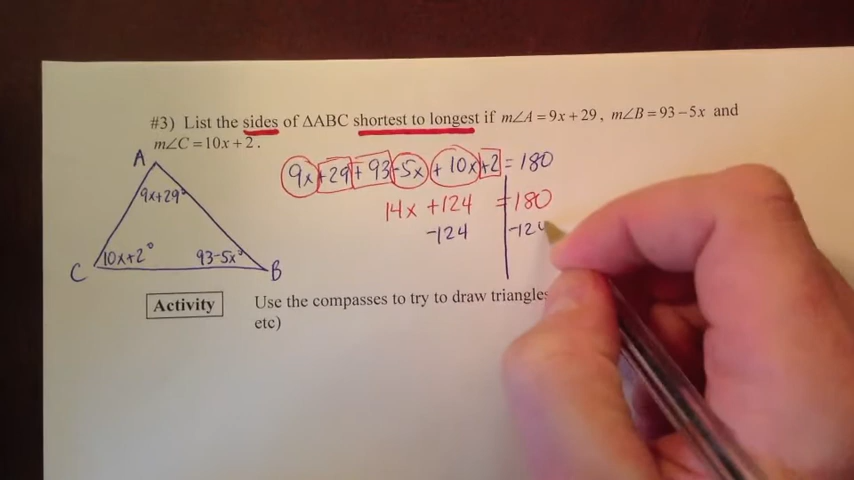 #3) List the sides of ΔABC shortest to longest if m∠A = 9x + 29, m∠B = 93 − 5x and
m∠C = 10x + 2.
A
9x+29°
C
10x+2°
93-5x°
B
9x+29+93-5x+10x+2=180
14x+124 =180
-124 -124
Activity
Use the compasses to try to draw triangles
etc)